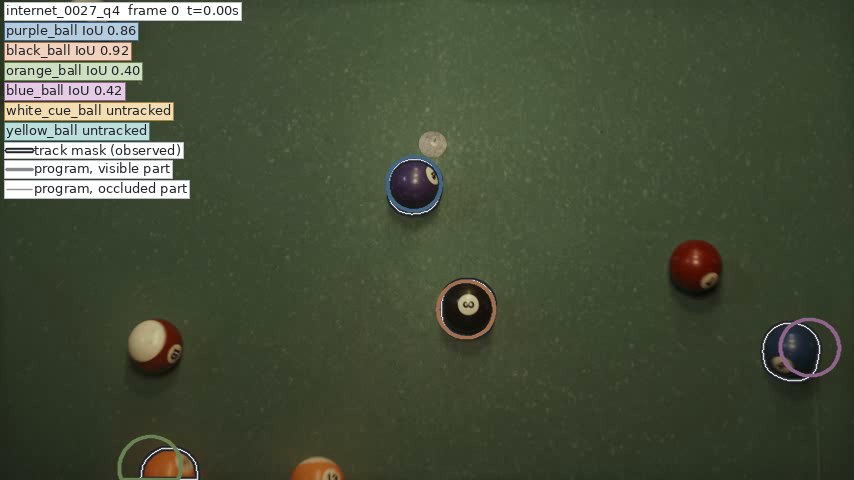 internet_0027_q4 frame 0 t=0.00s
purple_ball IoU 0.86
black_ball IoU 0.92
orange_ball IoU 0.40
blue_ball IoU 0.42
white_cue_ball untracked
yellow_ball untracked
track mask (observed)
program, visible part
program, occluded part
8